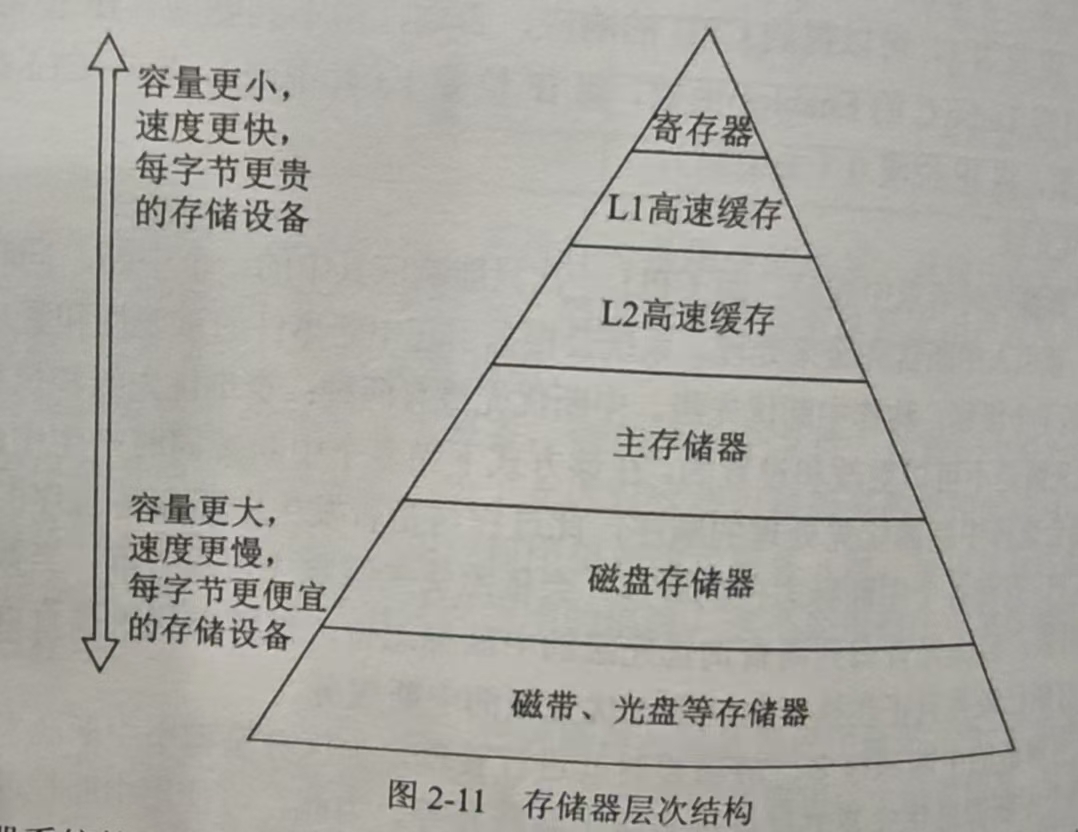 容量更小，
速度更快，
每字节更贵
的存储设备
寄存器
L1高速缓存
L2高速缓存
主存储器
容量更大，
速度更慢，
每字节更便宜
的存储设备
磁盘存储器
磁带、光盘等存储器
图 2-11 存储器层次结构